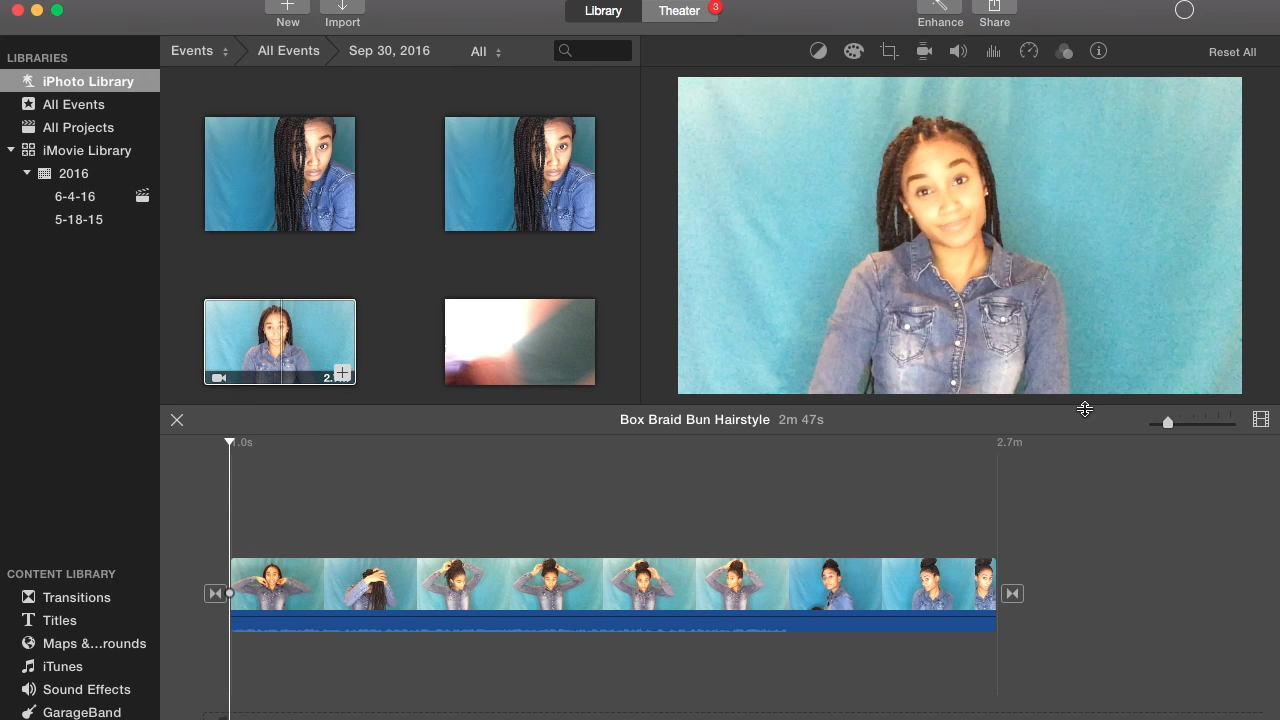 Library
Theater
3
New
Import
Enhance
Share
LIBRARIES
Events
All Events
Sep 30, 2016
All
Reset All
iPhoto Library
All Events
All Projects
iMovie Library
2016
6-4-16
5-18-15
Box Braid Bun Hairstyle 2m 47s
2.7m
CONTENT LIBRARY
Transitions
Titles
Maps &...rounds
iTunes
Sound Effects
GarageBand